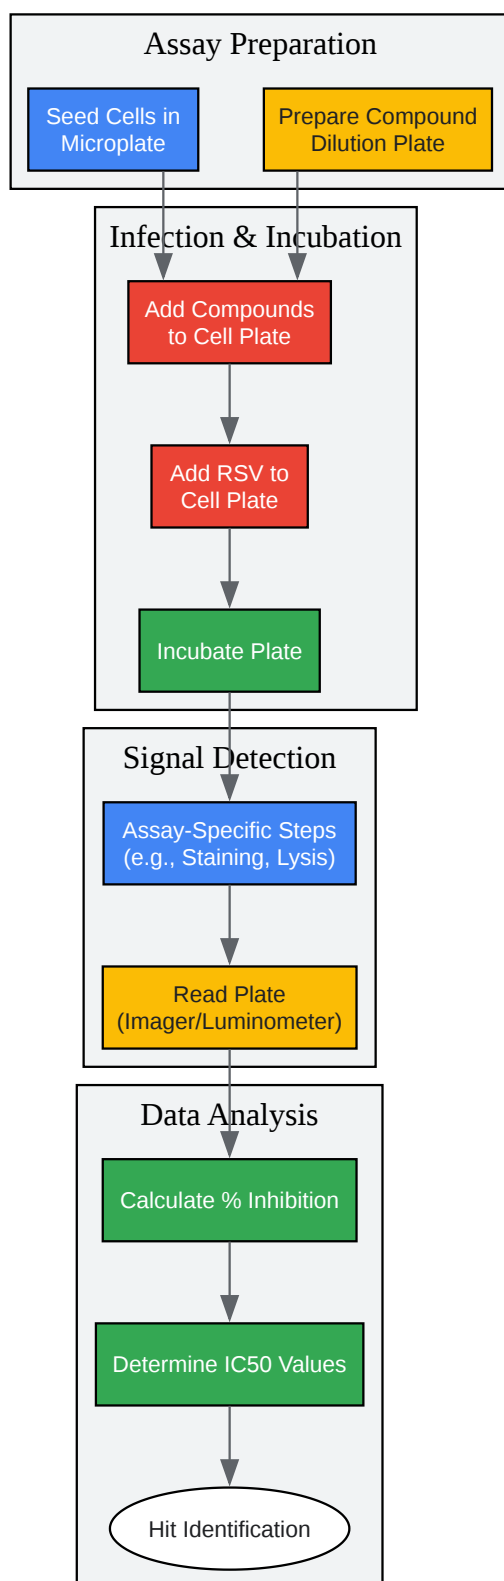 Assay Preparation
Seed Cells in
Microplate
Prepare Compound
Dilution Plate
Infection & Incubation
Add Compounds
to Cell Plate
Add RSV to
Cell Plate
Incubate Plate
Signal Detection
Assay-Specific Steps
(e.g., Staining, Lysis)
Read Plate
(Imager/Luminometer)
Data Analysis
Calculate % Inhibition
Determine IC50 Values
Hit Identification